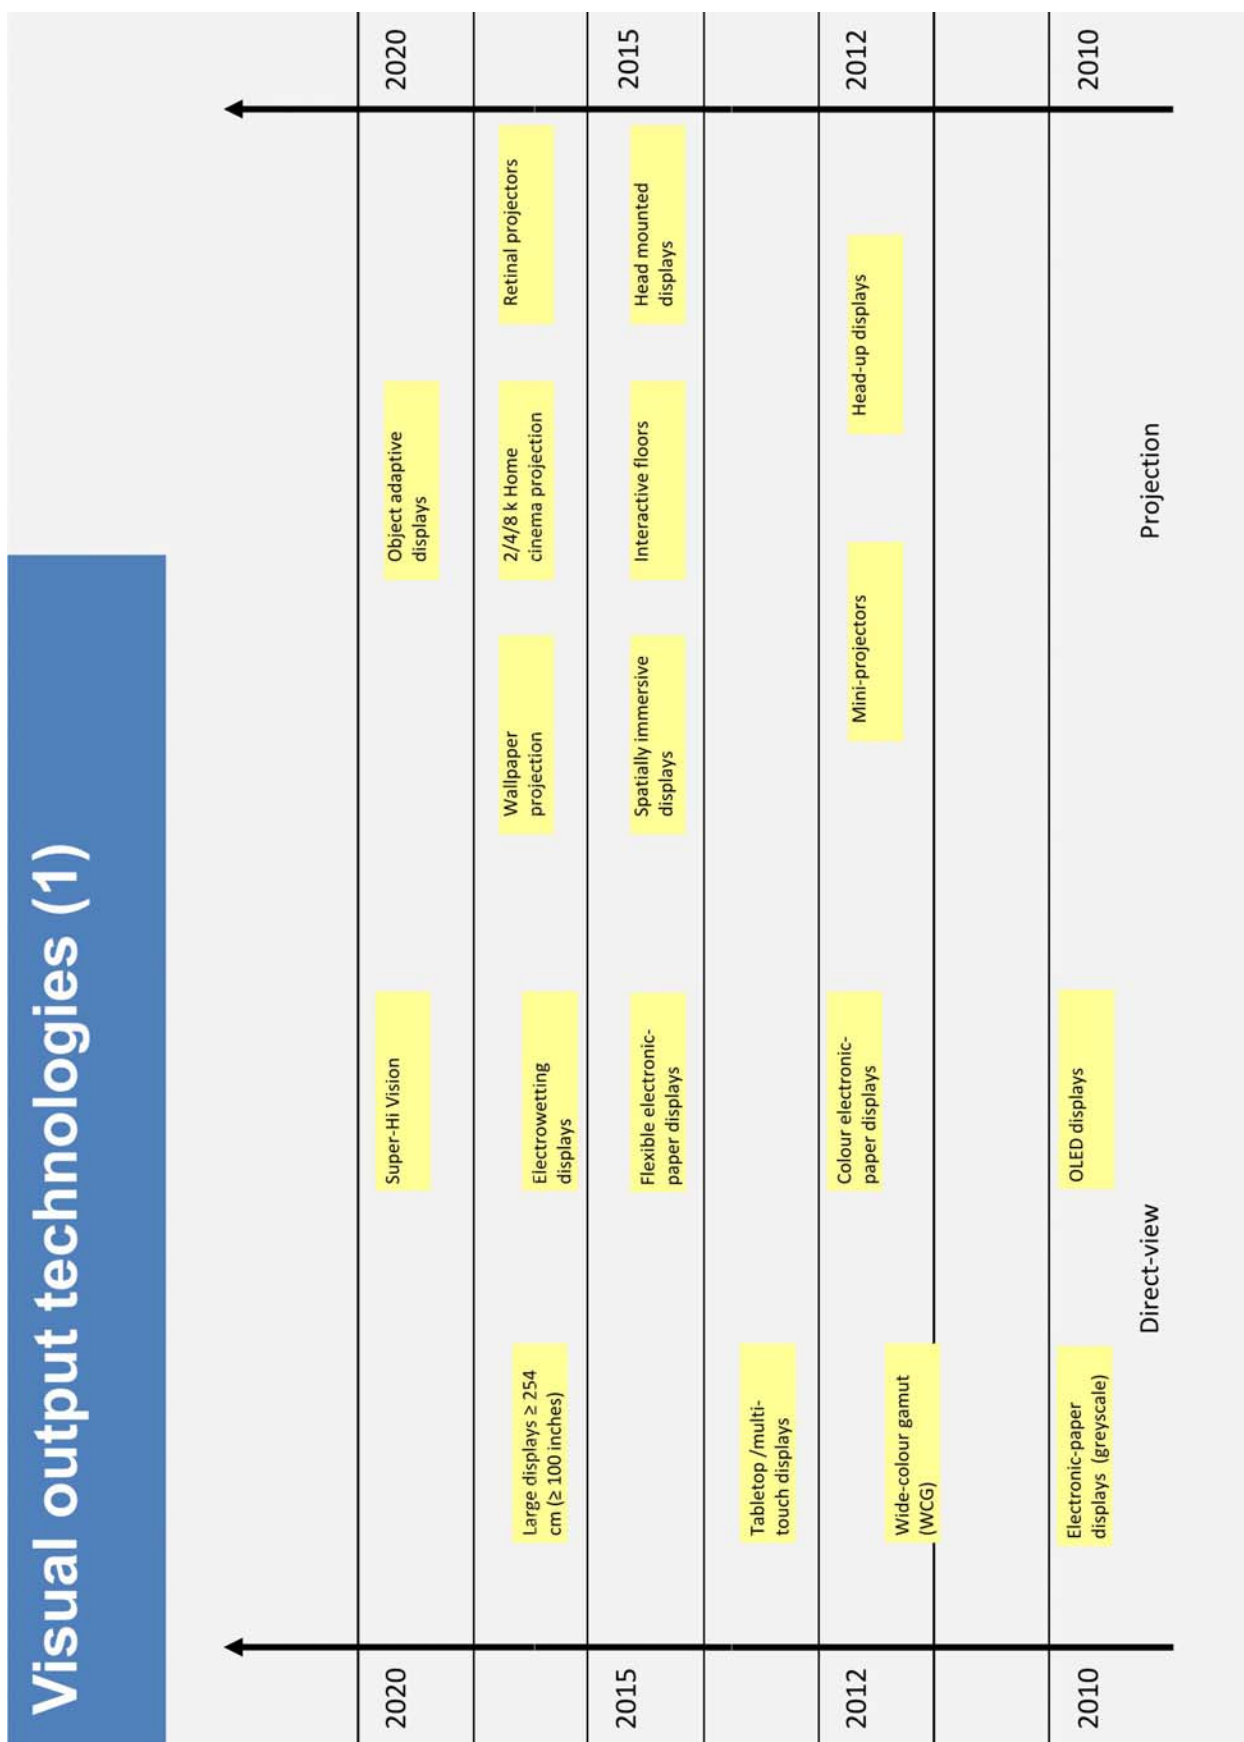 Visual output technologies (1)
2020
2020
Super-Hi Vision
Object adaptive
displays
Large displays ≥ 254
cm (≥ 100 inches)
Electrowetting
displays
Wallpaper
projection
2/4/8 k Home
cinema projection
Retinal projectors
2015
2015
Flexible electronic-
paper displays
Spatially immersive
displays
Interactive floors
Head mounted
displays
Tabletop /multi-
touch displays
2012
2012
Colour electronic-
paper displays
Mini-projectors
Head-up displays
Wide-colour gamut
(WCG)
2010
2010
Electronic-paper
displays (greyscale)
OLED displays
Direct-view
Projection